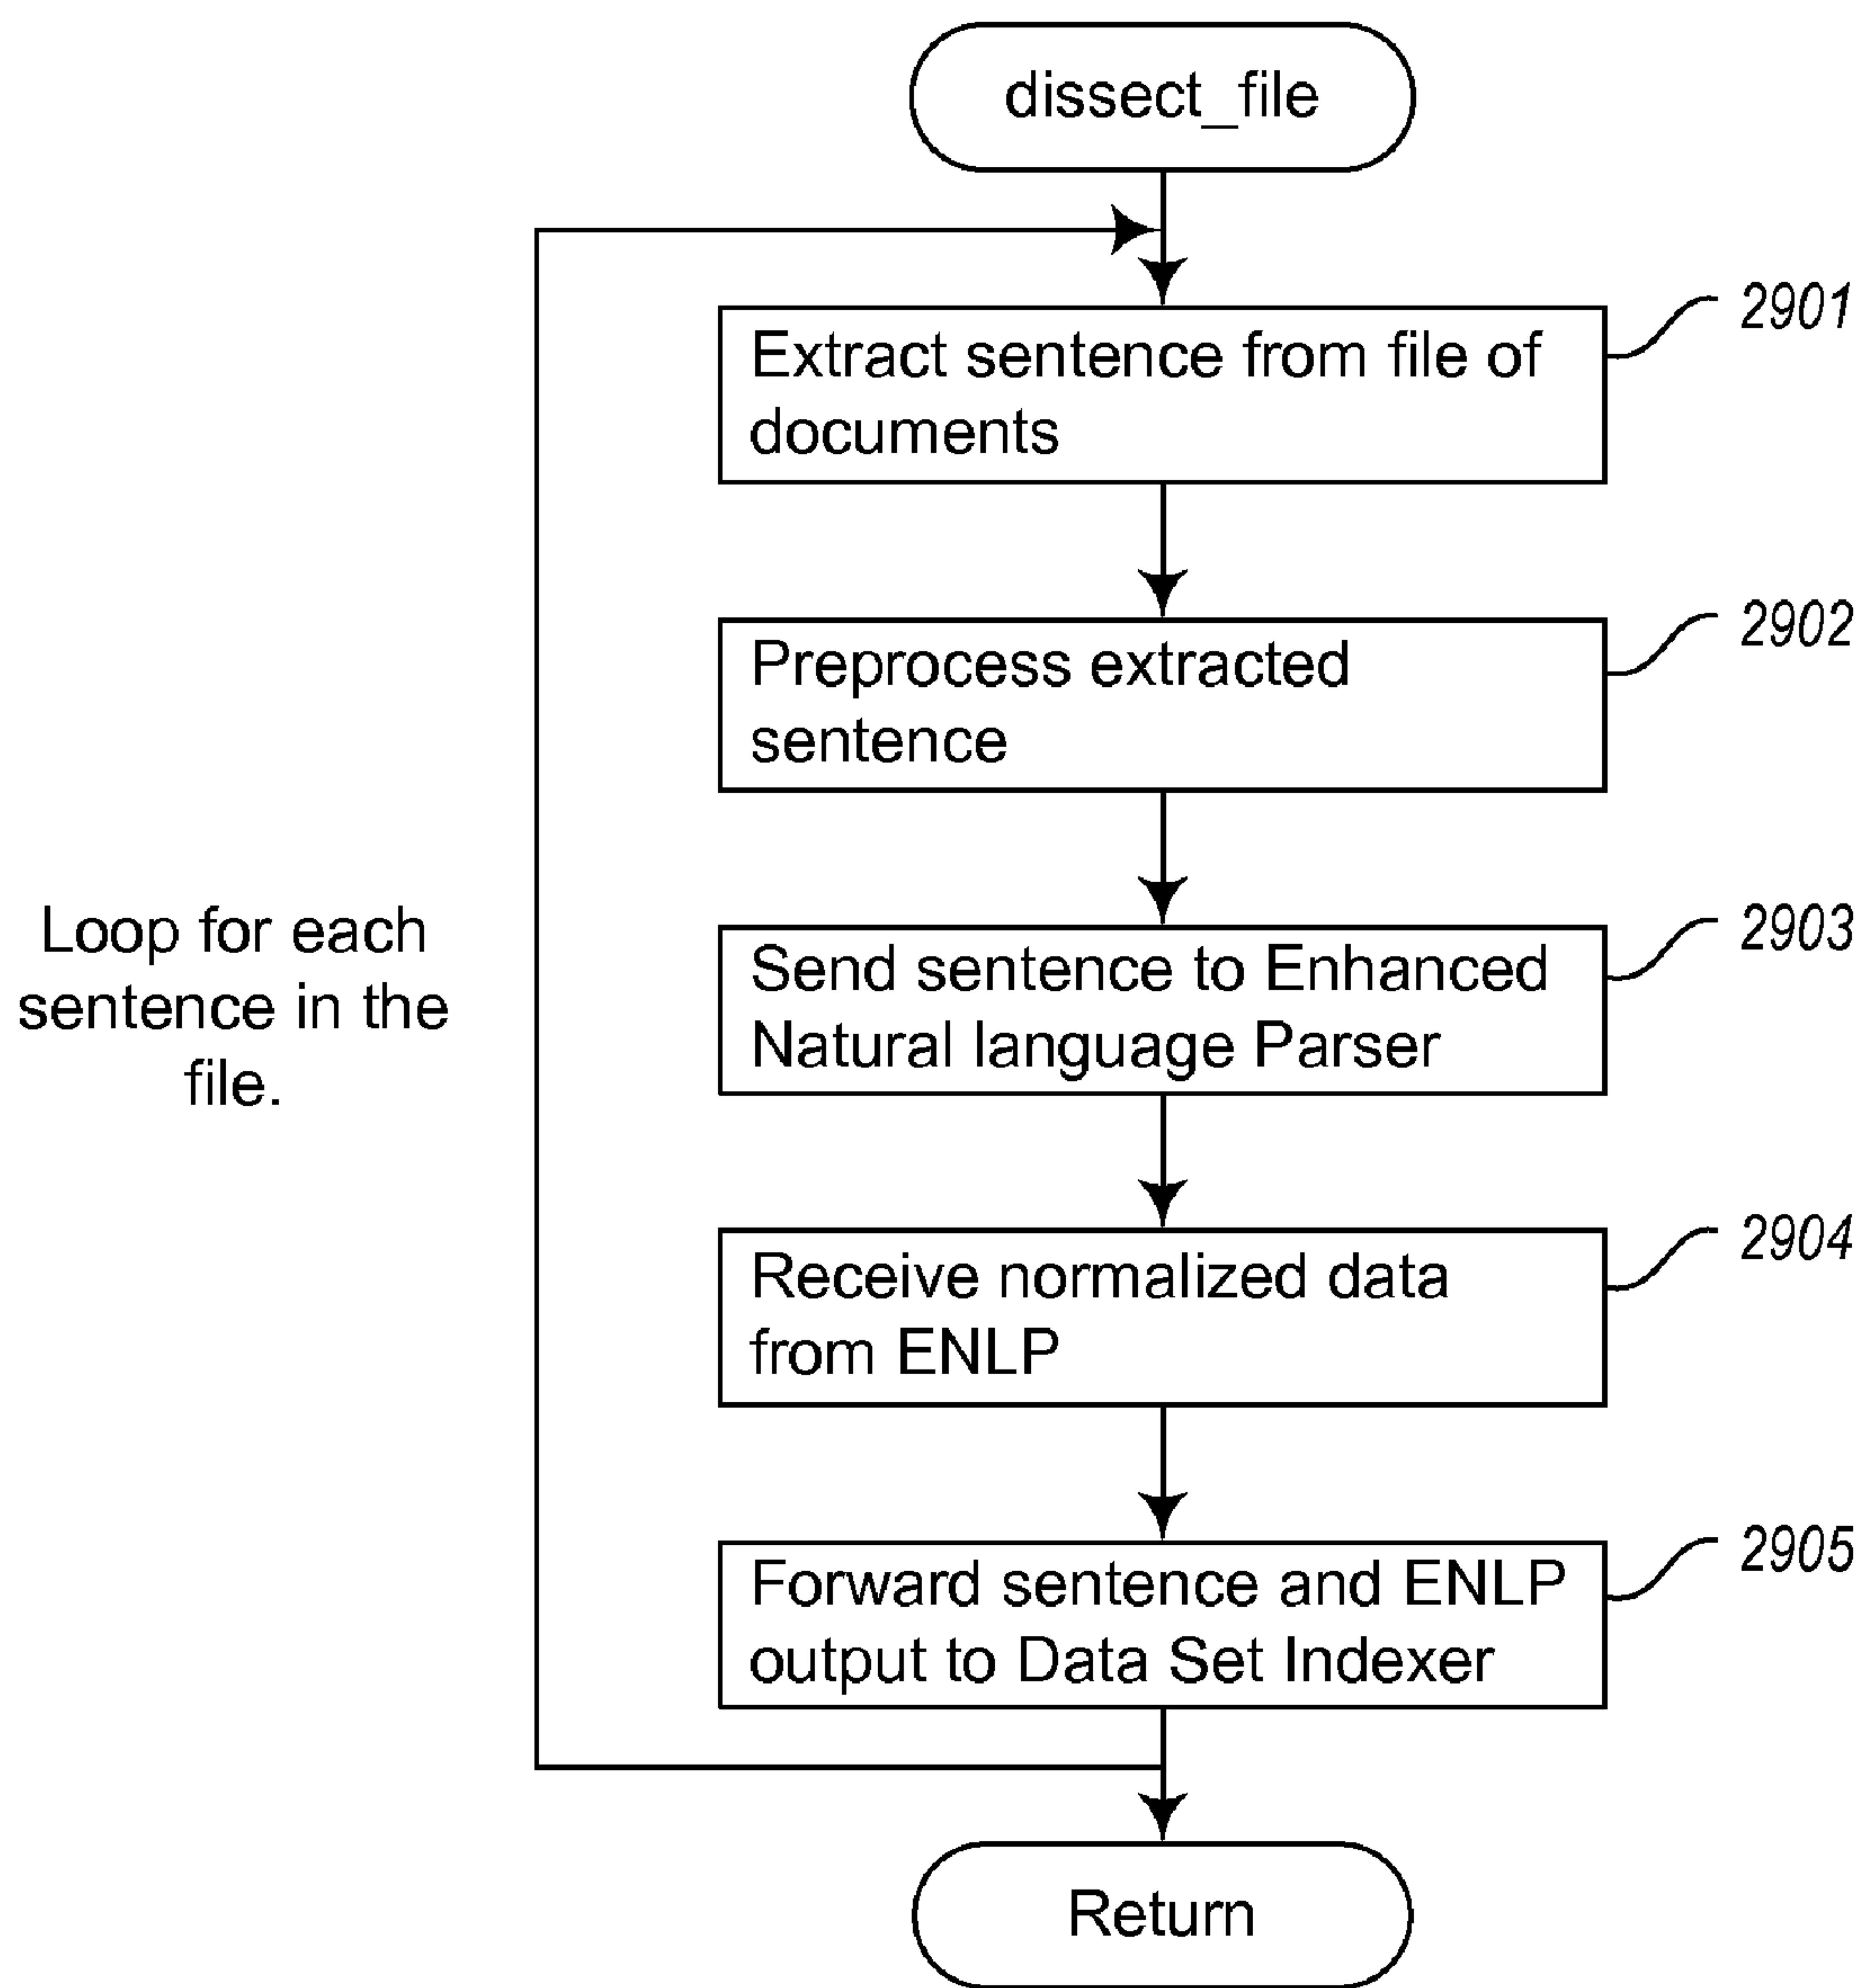 dissect_file
2901
Extract sentence from file of
documents
2902
Preprocess extracted
sentence
2903
Send sentence to Enhanced
Natural language Parser
Loop for each
sentence in the
file.
2904
Receive normalized data
from ENLP
2905
Forward sentence and ENLP
output to Data Set Indexer
Return